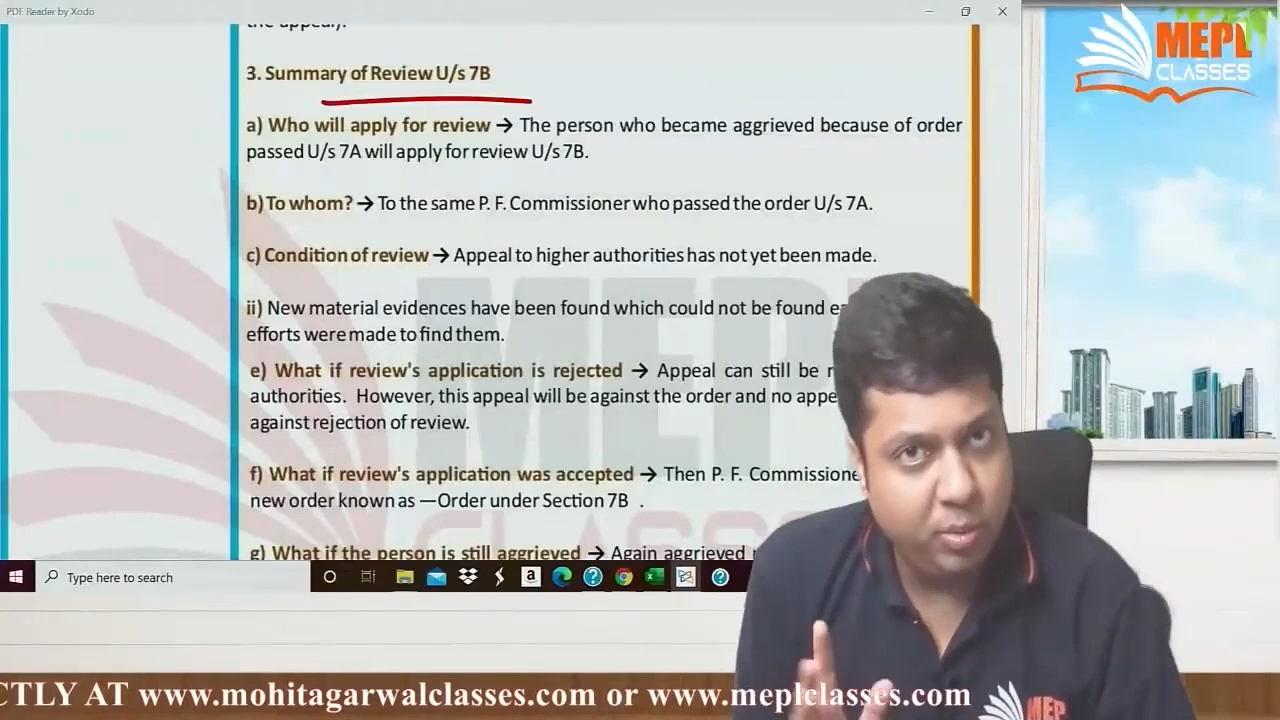 PDF Reader by Xodo
the appeal).
3. Summary of Review U/s 7B
a) Who will apply for review → The person who became aggrieved because of order
passed U/s 7A will apply for review U/s 7B.
b) To whom? → To the same P. F. Commissioner who passed the order U/s 7A.
c) Condition of review → Appeal to higher authorities has not yet been made.
ii) New material evidences have been found which could not be found
efforts were made to find them.
e) What if review's application is rejected → Appeal can still be
authorities. However, this appeal will be against the order and no
against rejection of review.
f) What if review's application was accepted → Then P. F. Commissione
new order known as —Order under Section 7B .
g) What if the person is still aggrieved → Again aggrieved
Type here to search
MEPL
CLASSES
CTLY AT www.mohitagarwalclasses.com or www.meplclasses.com
MEPL
CLASSES
MEPL